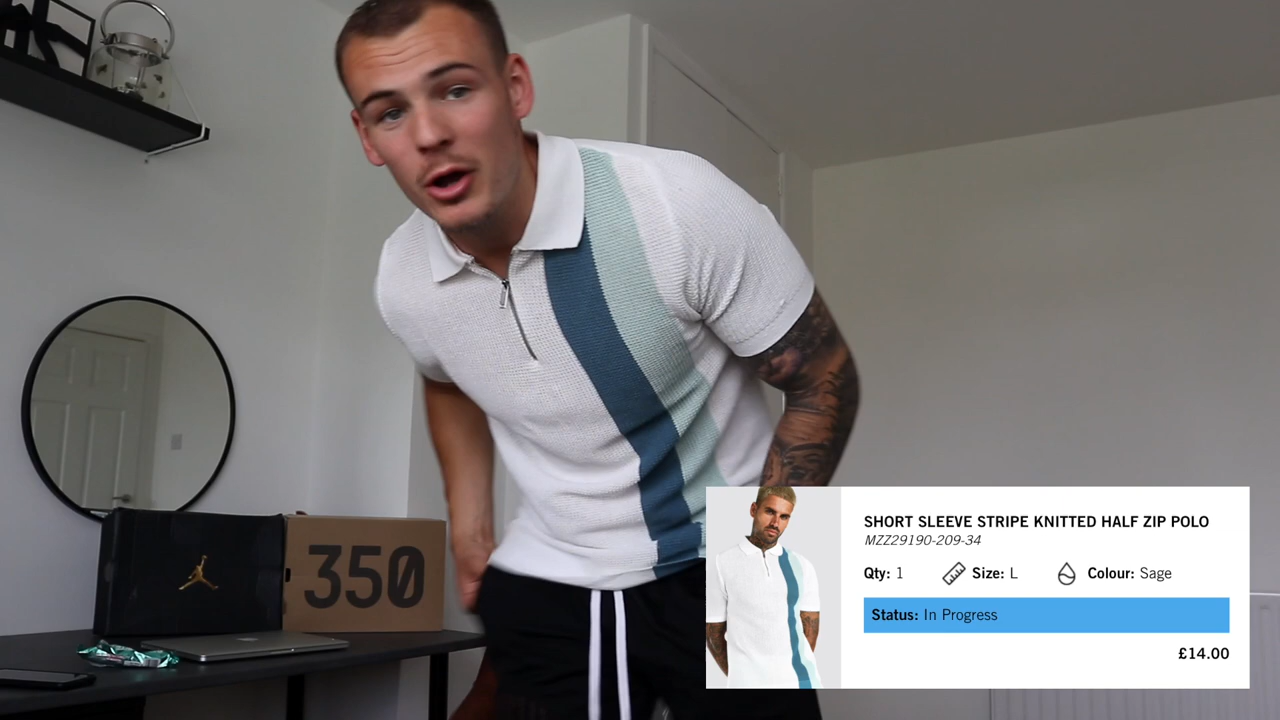 350
SHORT SLEEVE STRIPE KNITTED HALF ZIP POLO
MZZ29190-209-34
Qty: 1 Size: L Colour: Sage
Status: In Progress
£14.00